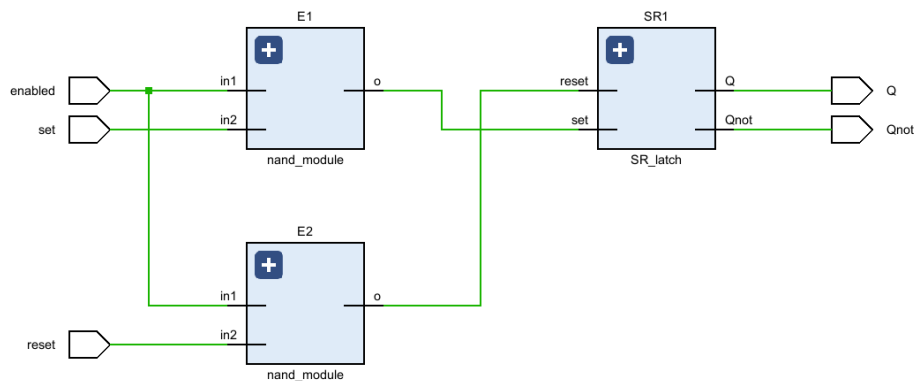 E1
SR1
enabled
in1
o
reset
Q
Q
set
in2
set
Qnot
Qnot
nand_module
SR_latch
E2
in1
o
reset
in2
nand_module